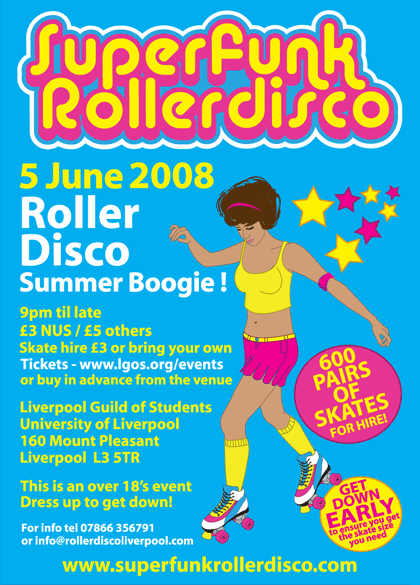 SuperFunk
Rollerdisco
5 June 2008
Roller
Disco
Summer Boogie !
9pm til late
£3 NUS / £5 others
Skate hire £3 or bring your own
Tickets - www.lgos.org/events
or buy in advance from the venue
Liverpool Guild of Students
University of Liverpool
160 Mount Pleasant
Liverpool L3 5TR
This is an over 18's event
Dress up to get down!
For info tel 07866 356791
or info@rollerdiscoliverpool.com
600
PAIRS
OF
SKATES
FOR HIRE!
GET
DOWN
EARLY
to ensure you get
the skate size
you need
www.superfunkrollerdisco.com